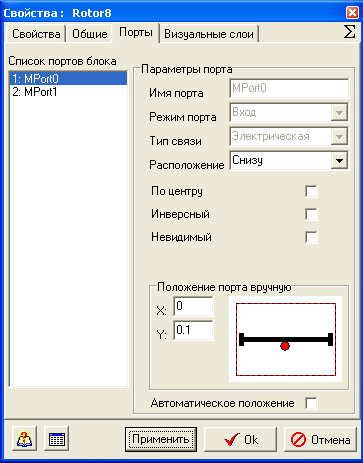 Свойства : Rotor8
Свойства Общие Порты Визуальные слои Σ
Список портов блока
1: MPort0
2: MPort1
Параметры порта
Имя порта MPort0
Режим порта Вход
Тип связи Электрическая
Расположение Снизу
По центру
Инверсный
Невидимый
Положение порта вручную
X: 0
Y: 0.1
Автоматическое положение
Применить Ok Отмена